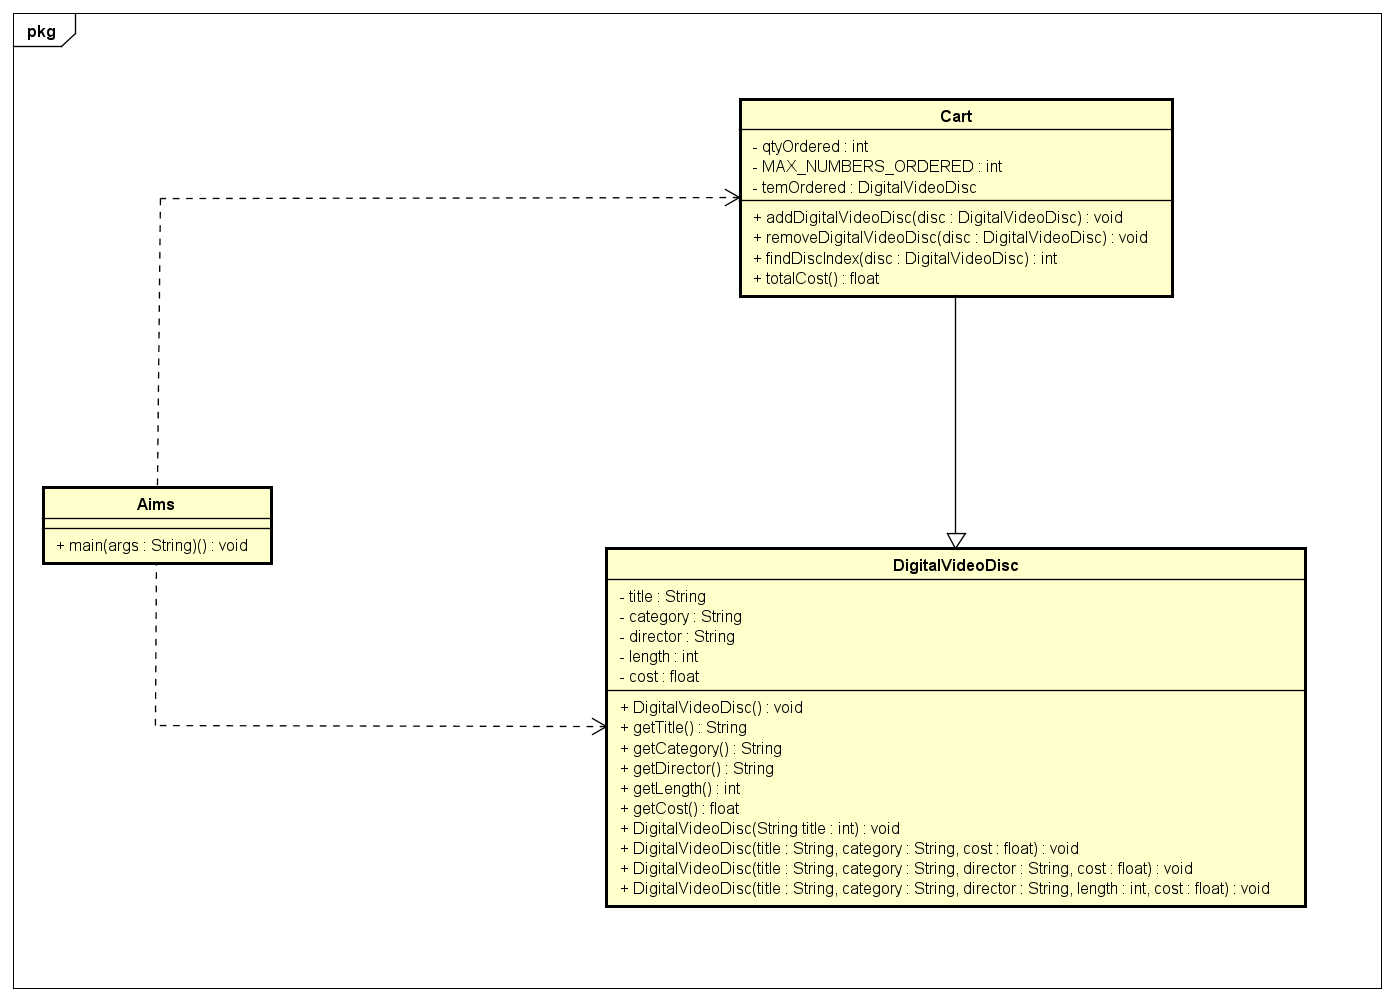 pkg
Cart
- qtyOrdered : int
- MAX_NUMBERS_ORDERED : int
- temOrdered : DigitalVideoDisc
+ addDigitalVideoDisc(disc : DigitalVideoDisc) : void
+ removeDigitalVideoDisc(disc : DigitalVideoDisc) : void
+ findDiscIndex(disc : DigitalVideoDisc) : int
+ totalCost() : float
Aims
+ main(args : String)() : void
DigitalVideoDisc
- title : String
- category : String
- director : String
- length : int
- cost : float
+ DigitalVideoDisc() : void
+ getTitle() : String
+ getCategory() : String
+ getDirector() : String
+ getLength() : int
+ getCost() : float
+ DigitalVideoDisc(String title : int) : void
+ DigitalVideoDisc(title : String, category : String, cost : float) : void
+ DigitalVideoDisc(title : String, category : String, director : String, cost : float) : void
+ DigitalVideoDisc(title : String, category : String, director : String, length : int, cost : float) : void